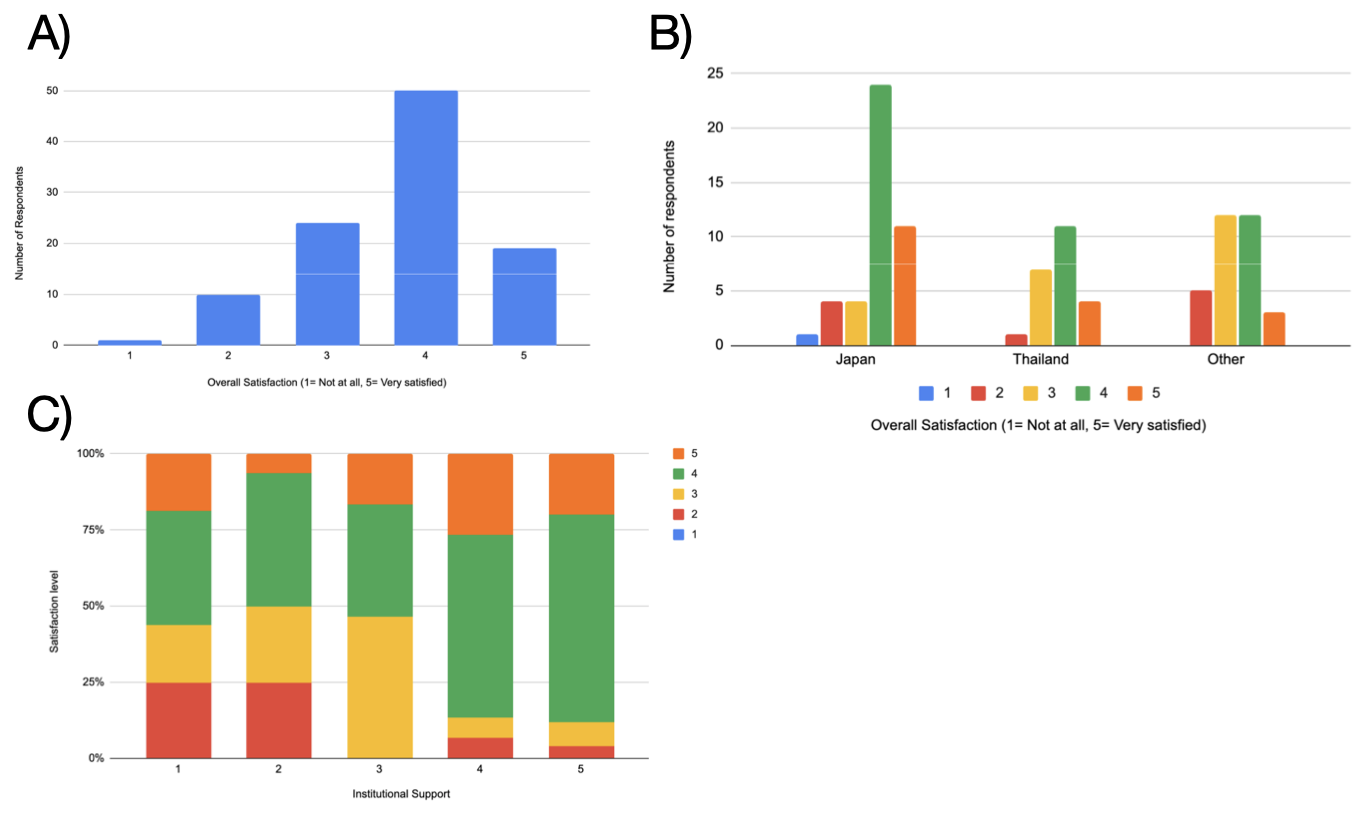 A)
50
40
30
20
10
0
Number of Respondents
1 2 3 4 5
Overall Satisfaction (1= Not at all, 5= Very satisfied)
B)
25
20
15
10
5
0
Number of respondents
Japan Thailand Other
1 2 3 4 5
Overall Satisfaction (1= Not at all, 5= Very satisfied)
C)
100%
75%
50%
25%
0%
Satisfaction level
1 2 3 4 5
Institutional Support
5
4
3
2
1